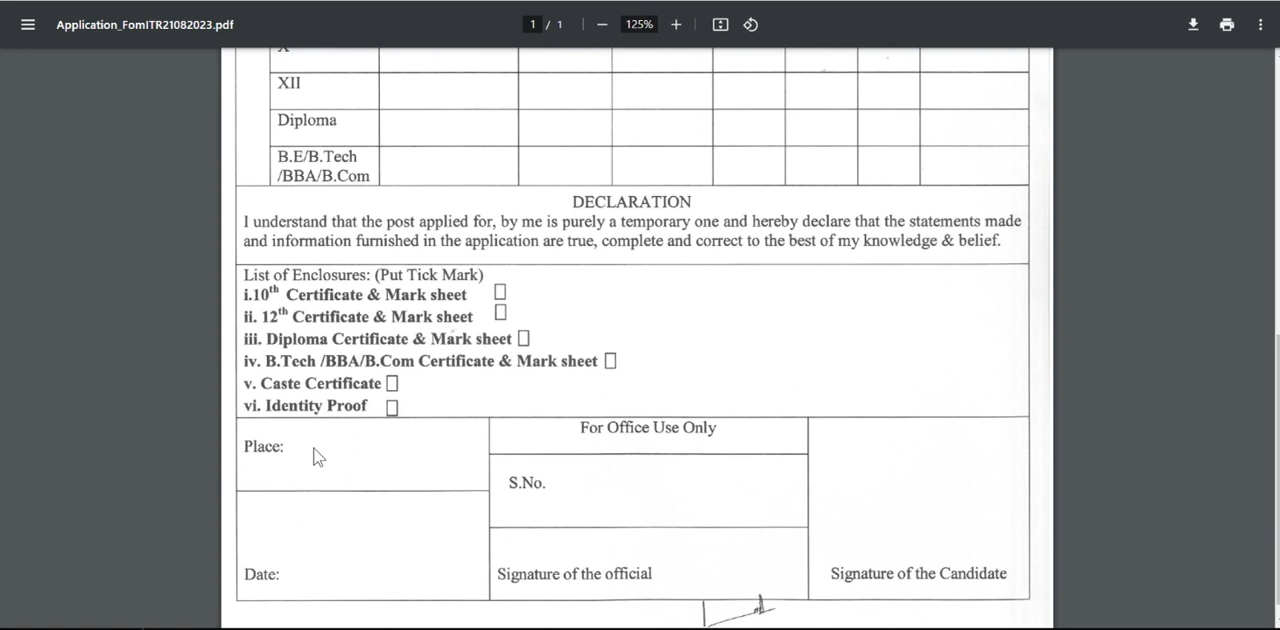 Application_FomITR21082023.pdf
1 / 1
125%
X
XII
Diploma
B.E/B.Tech
/BBA/B.Com
DECLARATION
I understand that the post applied for, by me is purely a temporary one and hereby declare that the statements made
and information furnished in the application are true, complete and correct to the best of my knowledge & belief.
List of Enclosures: (Put Tick Mark)
i.10th Certificate & Mark sheet
ii. 12th Certificate & Mark sheet
iii. Diploma Certificate & Mark sheet
iv. B.Tech /BBA/B.Com Certificate & Mark sheet
v. Caste Certificate
vi. Identity Proof
Place:
For Office Use Only
S.No.
Date:
Signature of the official
Signature of the Candidate